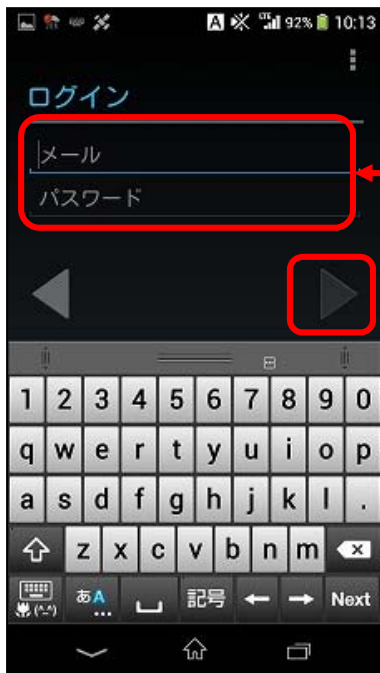 A LTE 92% 10:13
ログイン
メール
パスワード
1 2 3 4 5 6 7 8 9 0
q w e r t y u i o p
a s d f g h j k l .
z x c v b n m
(^-^) あA... 記号 Next